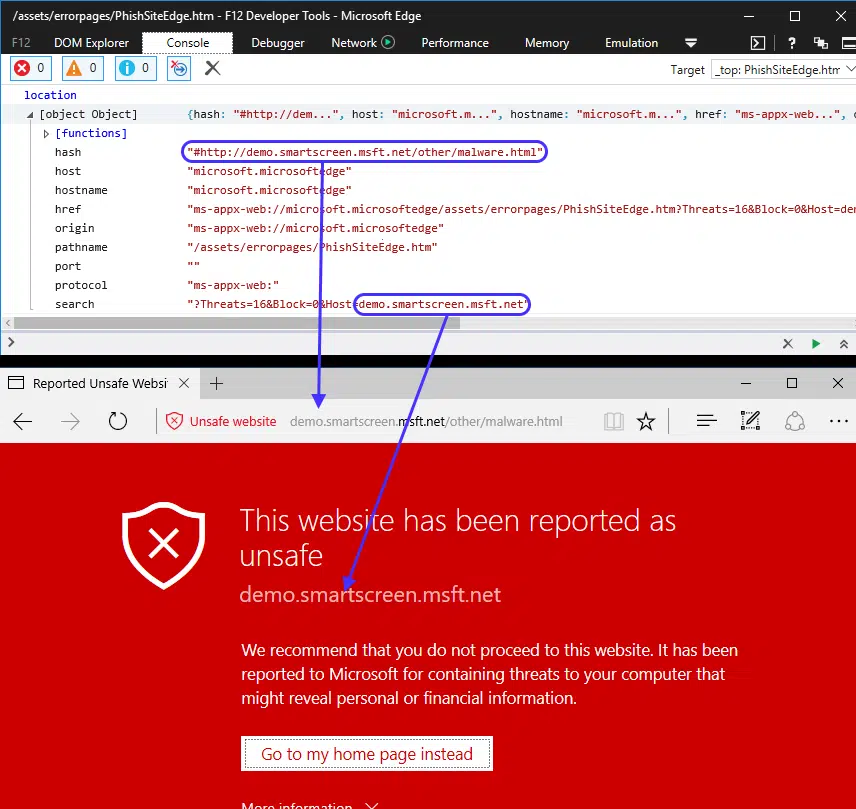 /assets/errorpages/PhishSiteEdge.htm - F12 Developer Tools - Microsoft Edge
F12 DOM Explorer Console Debugger Network Performance Memory Emulation ?
0 0 0 Target _top: PhishSiteEdge.htm
location
[object Object] {hash: "#http://dem...", host: "microsoft.m...", hostname: "microsoft.m...", href: "ms-appx-web...",
[functions]
hash "#http://demo.smartscreen.msft.net/other/malware.html"
host "microsoft.microsoftedge"
hostname "microsoft.microsoftedge"
href "ms-appx-web://microsoft.microsoftedge/assets/errorpages/PhishSiteEdge.htm?Threats=16&Block=0&Host=der
origin "ms-appx-web://microsoft.microsoftedge"
pathname "/assets/errorpages/PhishSiteEdge.htm"
port ""
protocol "ms-appx-web:"
search "?Threats=16&Block=0&Host=demo.smartscreen.msft.net"
Reported Unsafe Websi
Unsafe website demo.smartscreen.msft.net/other/malware.html
This website has been reported as
unsafe
demo.smartscreen.msft.net
We recommend that you do not proceed to this website. It has been
reported to Microsoft for containing threats to your computer that
might reveal personal or financial information.
Go to my home page instead
More information